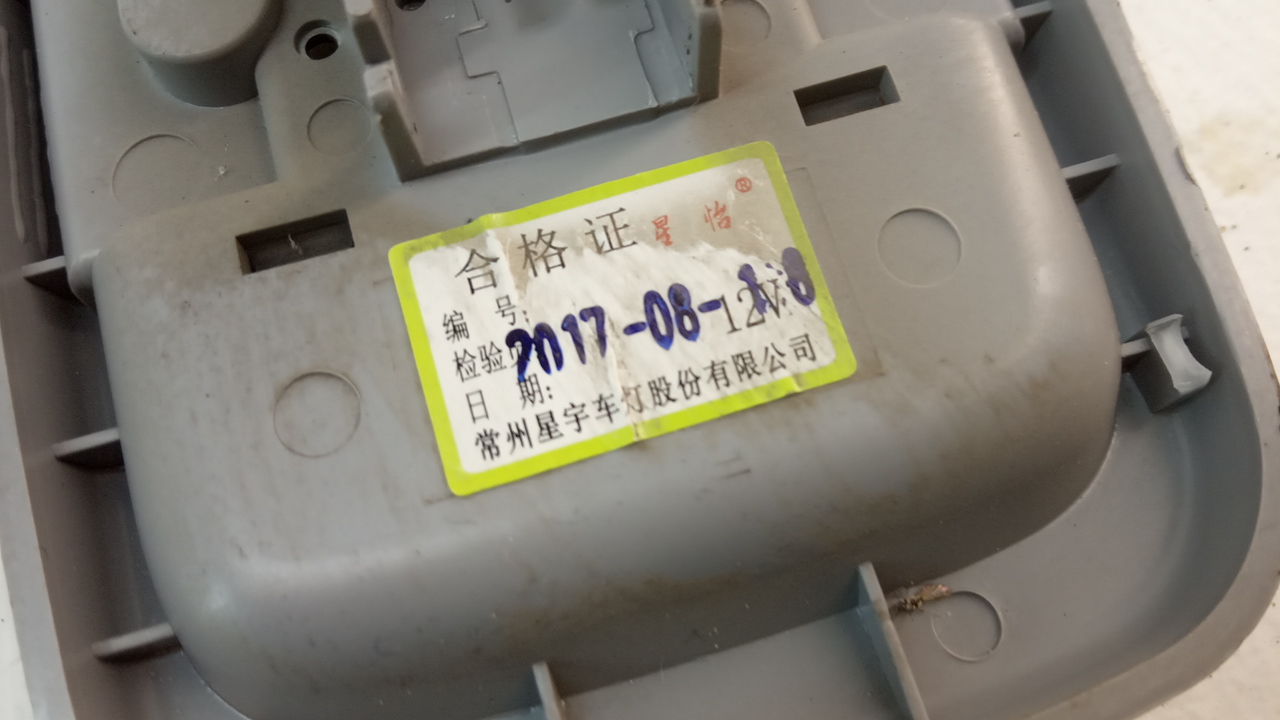 合格证 星怡®
编 号:
检验员
2017-08-18 12V
日 期:
常州星宇车灯股份有限公司